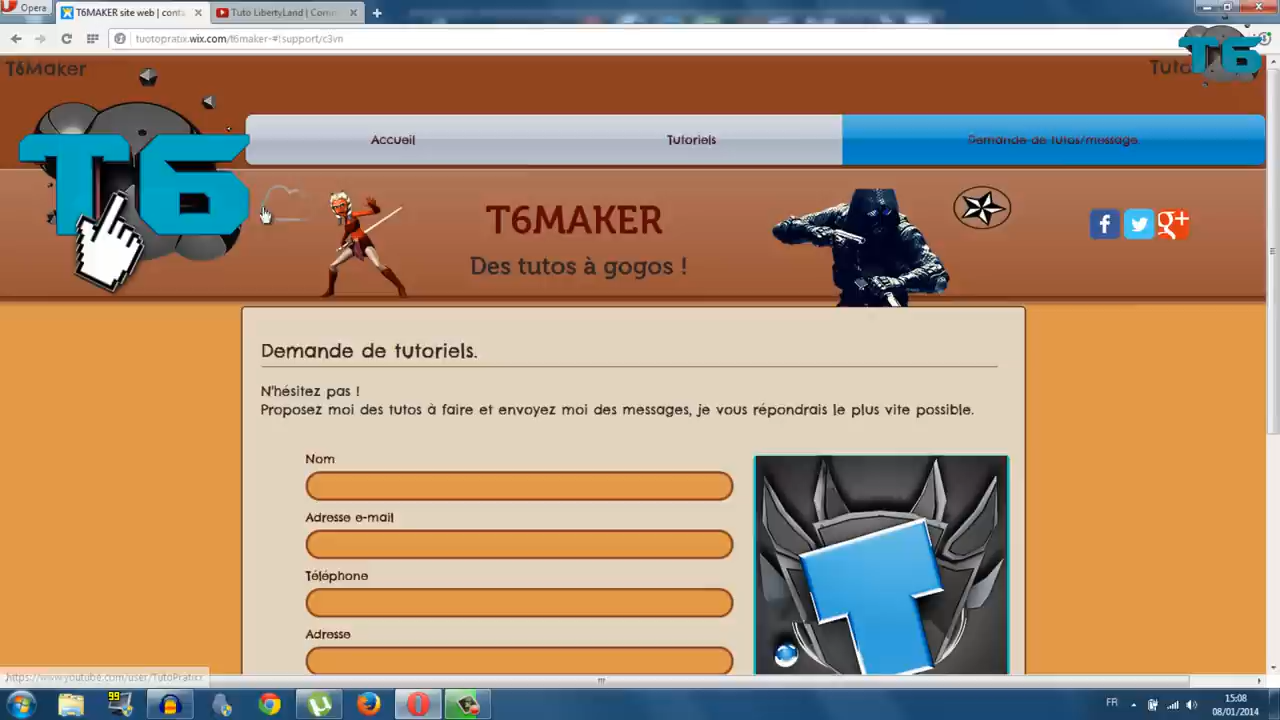 Opera
T6MAKER site web | conta
Tuto LibertyLand | Comm
tuotopratix.wix.com/t6maker-#!support/c3vn
T6Maker
Tuto
T6
T6
Accueil
Tutoriels
Demande de tutos/message.
T6MAKER
Des tutos à gogos !
Demande de tutoriels.
N'hésitez pas !
Proposez moi des tutos à faire et envoyez moi des messages, je vous répondrais le plus vite possible.
Nom
Adresse e-mail
Téléphone
Adresse
T
https://www.youtube.com/user/TutoPratixx
99
FR
15:08
08/01/2014